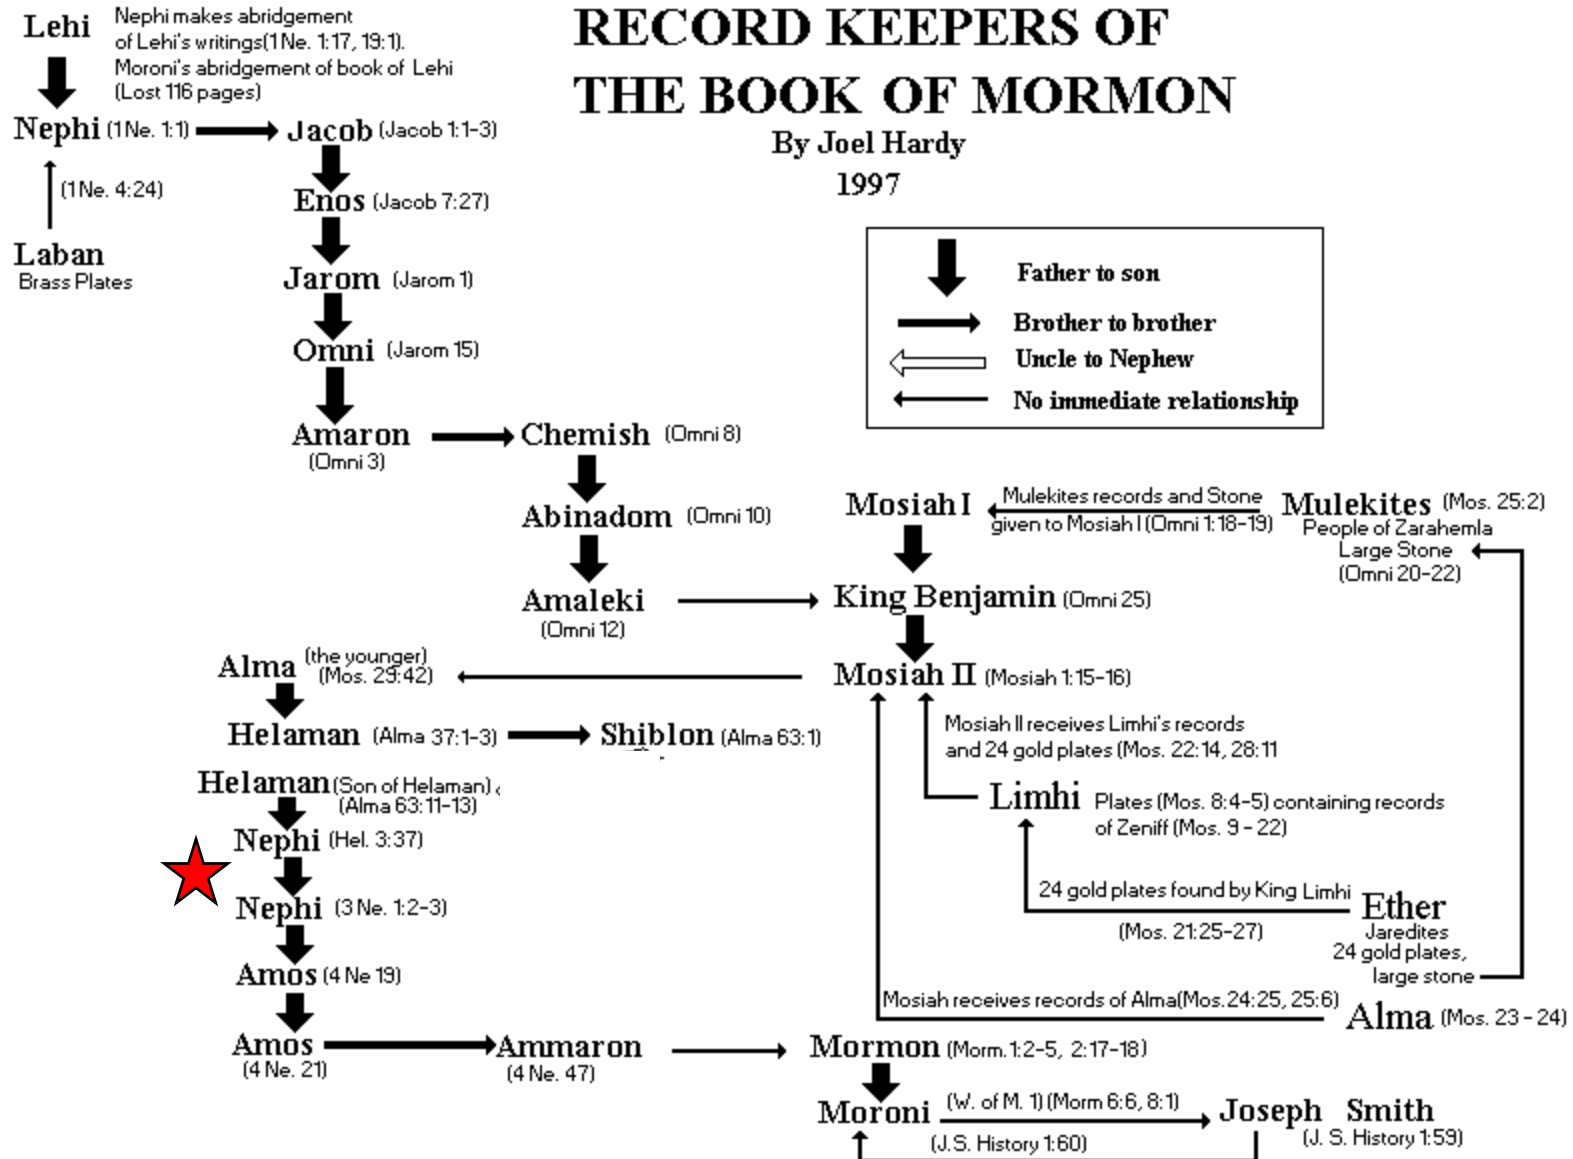 RECORD KEEPERS OF
THE BOOK OF MORMON
By Joel Hardy
1997
Lehi
Nephi makes abridgement
of Lehi's writings(1 Ne. 1:17, 19:1).
Moroni's abridgement of book of Lehi
(Lost 116 pages)
Nephi (1 Ne. 1:1)
Jacob (Jacob 1:1-3)
(1 Ne. 4:24)
Enos (Jacob 7:27)
Laban
Brass Plates
Jarom (Jarom 1)
Omni (Jarom 15)
Father to son
Brother to brother
Uncle to Nephew
No immediate relationship
Amaron
(Omni 3)
Chemish (Omni 8)
Abinadom (Omni 10)
Amaleki
(Omni 12)
Mosiah I
Mulekites records and Stone
given to Mosiah I (Omni 1:18-19)
Mulekites (Mos. 25:2)
People of Zarahemla
Large Stone
(Omni 20-22)
King Benjamin (Omni 25)
Mosiah II (Mosiah 1:15-16)
Alma (the younger)
(Mos. 29:42)
Helaman (Alma 37:1-3)
Shiblon (Alma 63:1)
Mosiah II receives Limhi's records
and 24 gold plates (Mos. 22:14, 28:11
Helaman (Son of Helaman)
(Alma 63:11-13)
Limhi
Plates (Mos. 8:4-5) containing records
of Zeniff (Mos. 9 - 22)
Nephi (Hel. 3:37)
24 gold plates found by King Limhi
(Mos. 21:25-27)
Ether
Jaredites
24 gold plates,
large stone
Nephi (3 Ne. 1:2-3)
Amos (4 Ne 19)
Mosiah receives records of Alma(Mos.24:25, 25:6)
Alma (Mos. 23 - 24)
Amos
(4 Ne. 21)
Ammaron
(4 Ne. 47)
Mormon (Morm. 1:2-5, 2:17-18)
Moroni
(W. of M. 1) (Morm 6:6, 8:1)
(J.S. History 1:60)
Joseph Smith
(J. S. History 1:59)